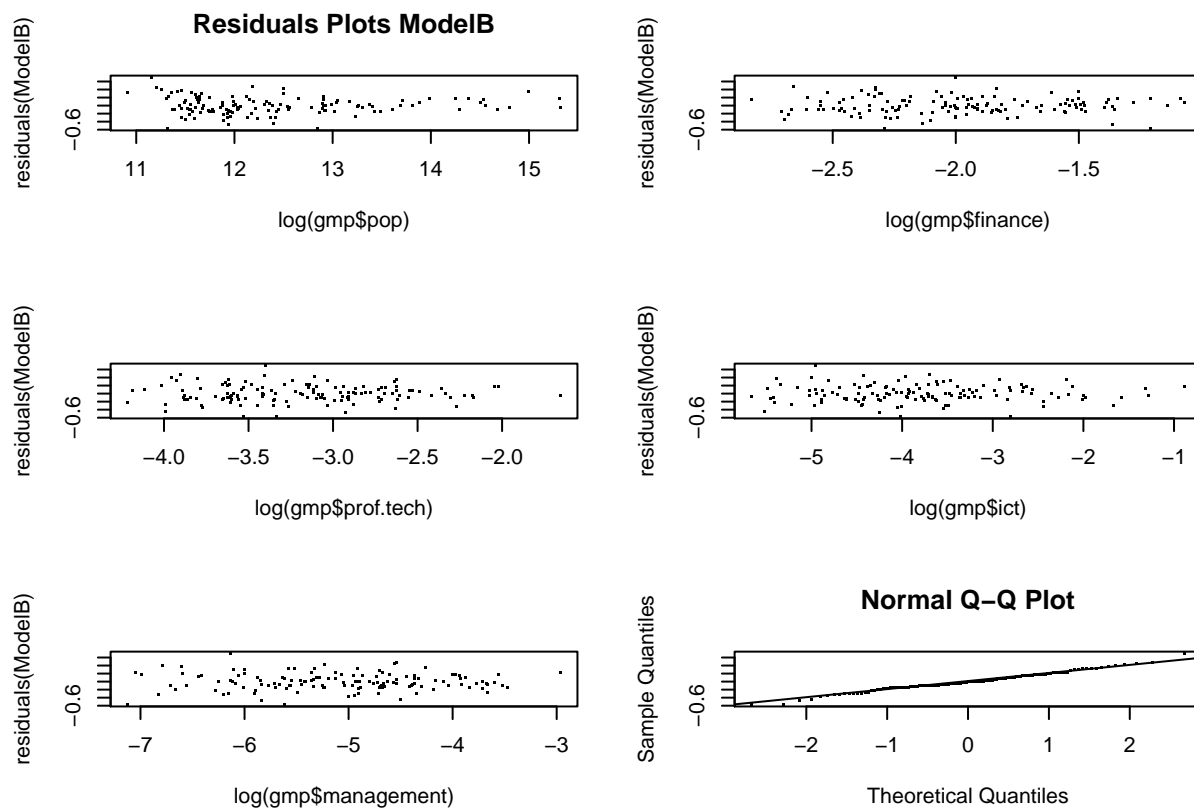 Residuals Plots ModelB
residuals(ModelB)
−0.6
11 12 13 14 15
log(gmp$pop)
residuals(ModelB)
−0.6
−2.5 −2.0 −1.5
log(gmp$finance)
residuals(ModelB)
−0.6
−4.0 −3.5 −3.0 −2.5 −2.0
log(gmp$prof.tech)
residuals(ModelB)
−0.6
−5 −4 −3 −2 −1
log(gmp$ict)
residuals(ModelB)
−0.6
−7 −6 −5 −4 −3
log(gmp$management)
Normal Q−Q Plot
Sample Quantiles
−0.6
−2 −1 0 1 2
Theoretical Quantiles